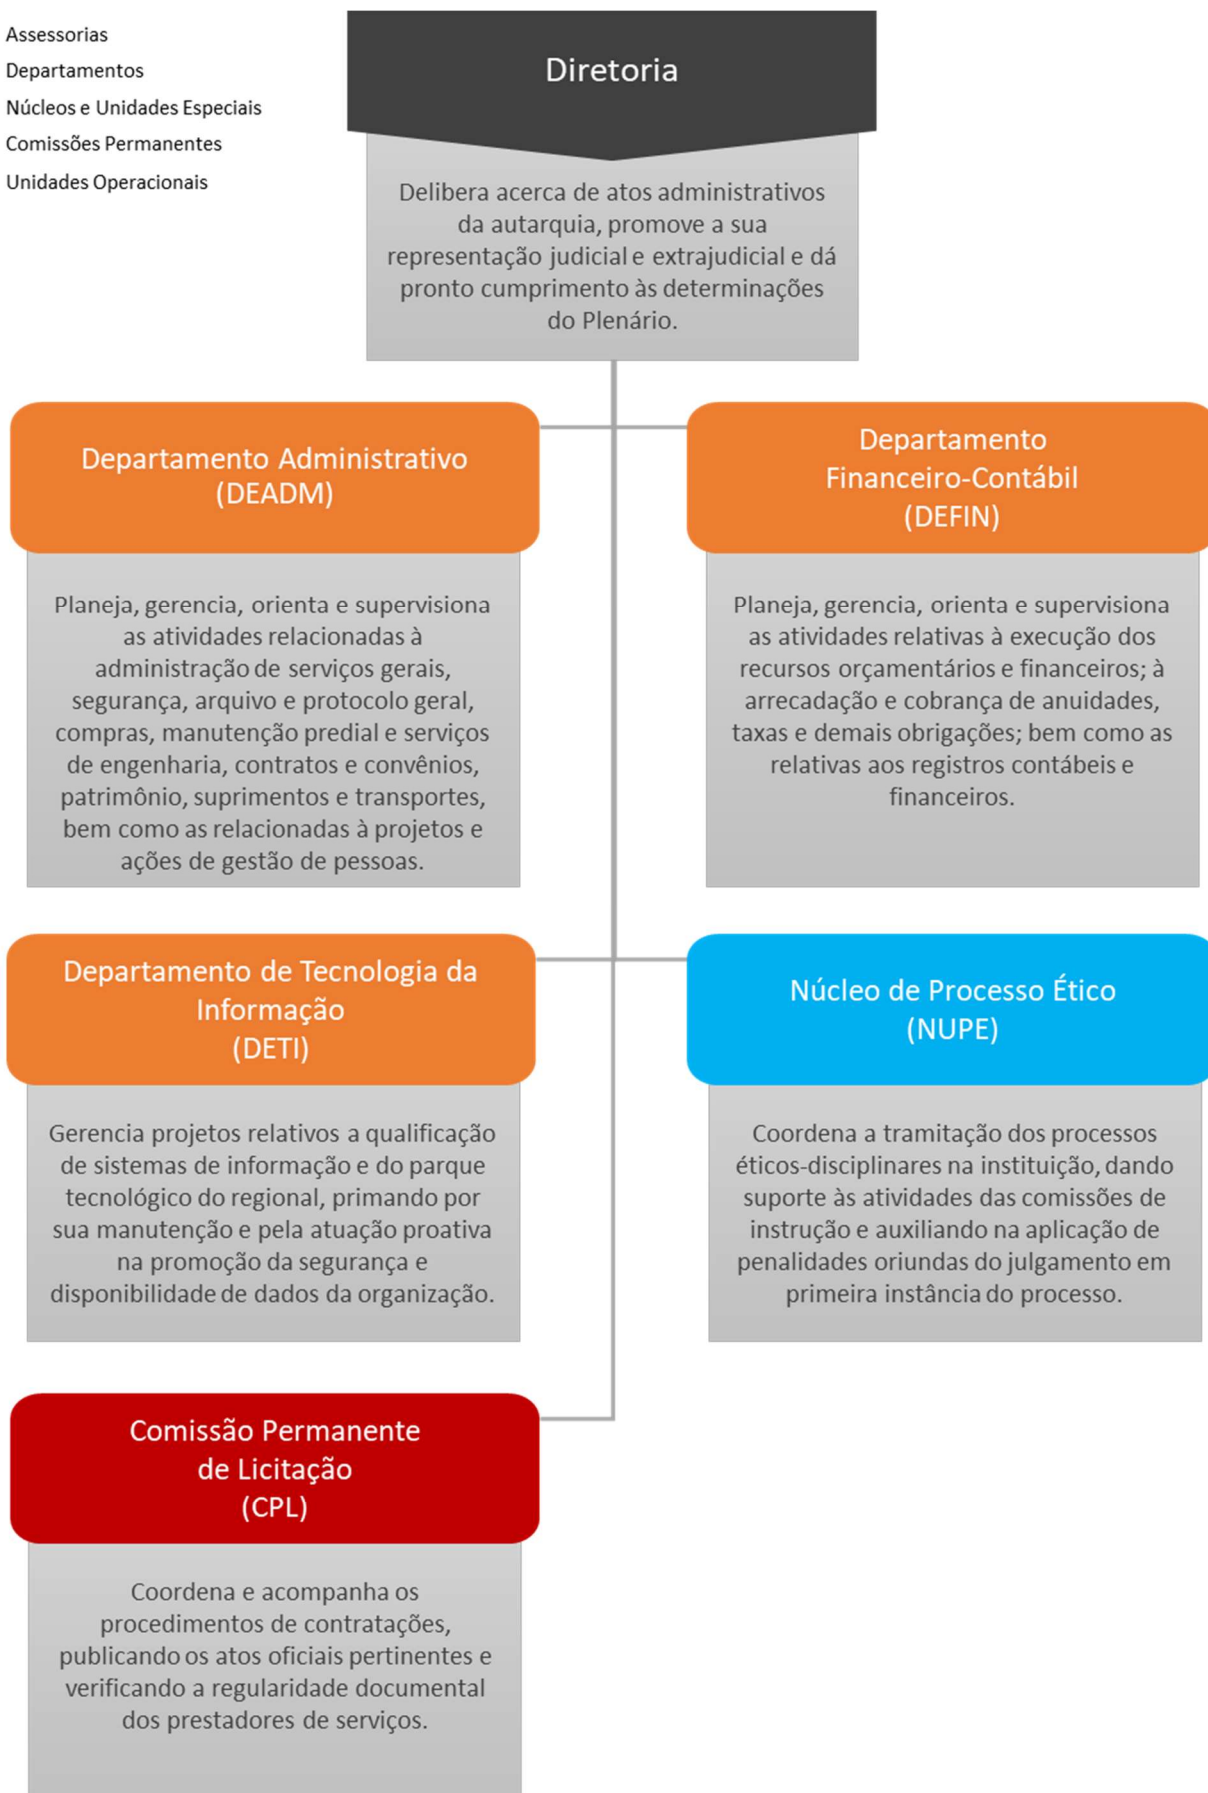 Assessorias
Departamentos
Núcleos e Unidades Especiais
Comissões Permanentes
Unidades Operacionais
Diretoria
Delibera acerca de atos administrativos
da autarquia, promove a sua
representação judicial e extrajudicial e dá
pronto cumprimento às determinações
do Plenário.
Departamento Administrativo
(DEADM)
Planeja, gerencia, orienta e supervisiona
as atividades relacionadas à
administração de serviços gerais,
segurança, arquivo e protocolo geral,
compras, manutenção predial e serviços
de engenharia, contratos e convênios,
patrimônio, suprimentos e transportes,
bem como as relacionadas à projetos e
ações de gestão de pessoas.
Departamento
Financeiro-Contábil
(DEFIN)
Planeja, gerencia, orienta e supervisiona
as atividades relativas à execução dos
recursos orçamentários e financeiros; à
arrecadação e cobrança de anuidades,
taxas e demais obrigações; bem como as
relativas aos registros contábeis e
financeiros.
Departamento de Tecnologia da
Informação
(DETI)
Gerencia projetos relativos a qualificação
de sistemas de informação e do parque
tecnológico do regional, primando por
sua manutenção e pela atuação proativa
na promoção da segurança e
disponibilidade de dados da organização.
Núcleo de Processo Ético
(NUPE)
Coordena a tramitação dos processos
éticos-disciplinares na instituição, dando
suporte às atividades das comissões de
instrução e auxiliando na aplicação de
penalidades oriundas do julgamento em
primeira instância do processo.
Comissão Permanente
de Licitação
(CPL)
Coordena e acompanha os
procedimentos de contratações,
publicando os atos oficiais pertinentes e
verificando a regularidade documental
dos prestadores de serviços.